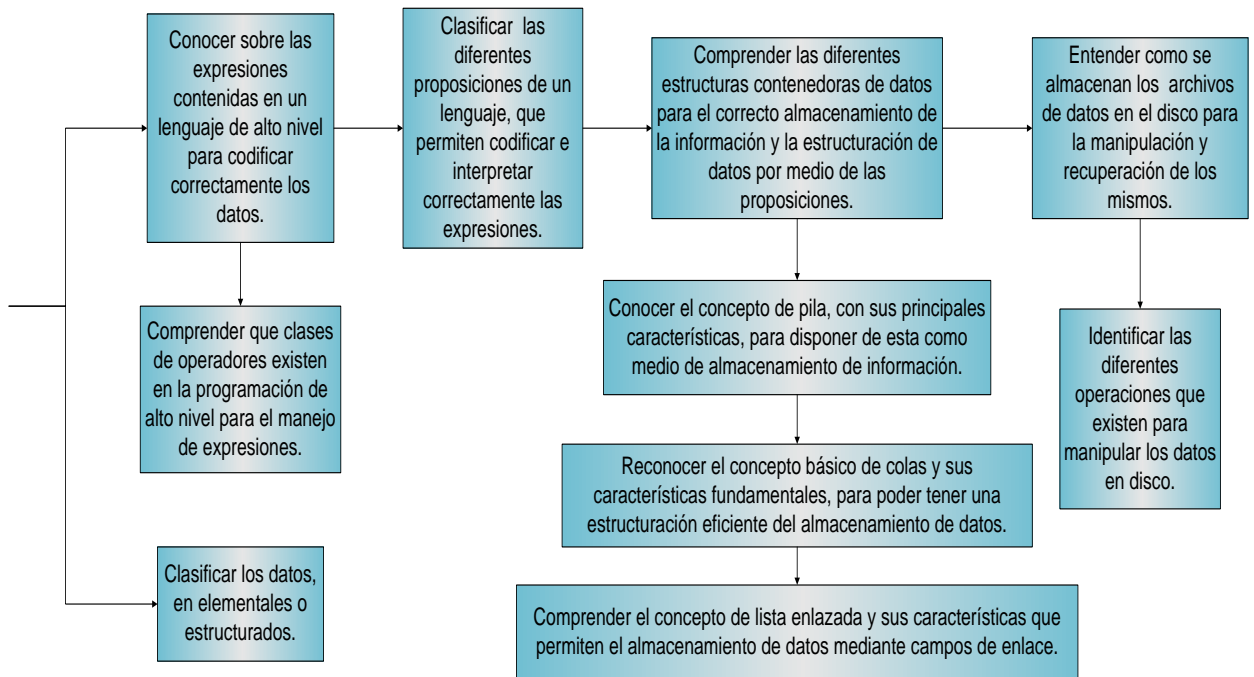 Conocer sobre las
expresiones
contenidas en un
lenguaje de alto nivel
para codificar
correctamente los
datos.
Clasificar las
diferentes
proposiciones de un
lenguaje, que
permiten codificar e
interpretar
correctamente las
expresiones.
Comprender las diferentes
estructuras contenedoras de datos
para el correcto almacenamiento de
la información y la estructuración de
datos por medio de las
proposiciones.
Entender como se
almacenan los archivos
de datos en el disco para
la manipulación y
recuperación de los
mismos.
Comprender que clases
de operadores existen
en la programación de
alto nivel para el manejo
de expresiones.
Conocer el concepto de pila, con sus principales
características, para disponer de esta como
medio de almacenamiento de información.
Identificar las
diferentes
operaciones que
existen para
manipular los datos
en disco.
Reconocer el concepto básico de colas y sus
características fundamentales, para poder tener una
estructuración eficiente del almacenamiento de datos.
Clasificar los datos,
en elementales o
estructurados.
Comprender el concepto de lista enlazada y sus características que
permiten el almacenamiento de datos mediante campos de enlace.